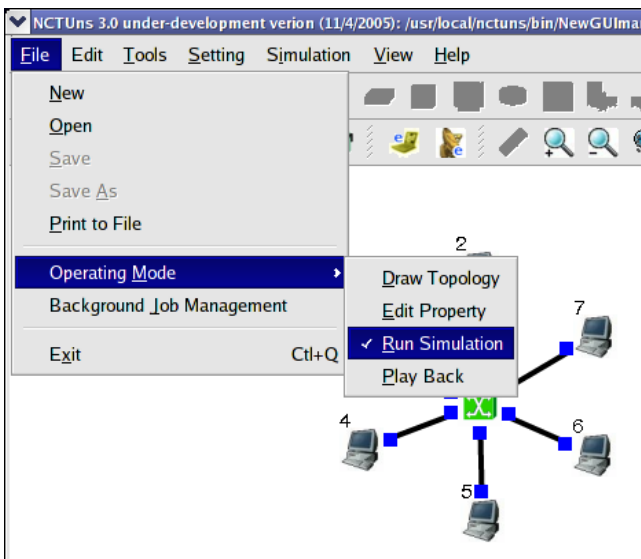 NCTUns 3.0 under-development verion (11/4/2005): /usr/local/nctuns/bin/NewGUIma
File Edit Tools Setting Simulation View Help
New
Open
Save
Save As
Print to File
Operating Mode
Background Job Management
Exit Ctl+Q
Draw Topology
Edit Property
Run Simulation
Play Back
2
7
4
6
5